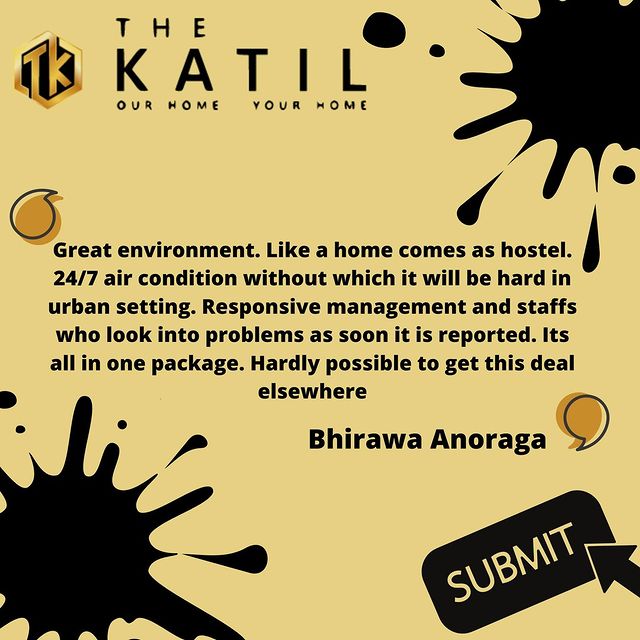 TK
THE
KATIL
OUR HOME YOUR HOME
Great environment. Like a home comes as hostel.
24/7 air condition without which it will be hard in
urban setting. Responsive management and staffs
who look into problems as soon it is reported. Its
all in one package. Hardly possible to get this deal
elsewhere
Bhirawa Anoraga
SUBMIT